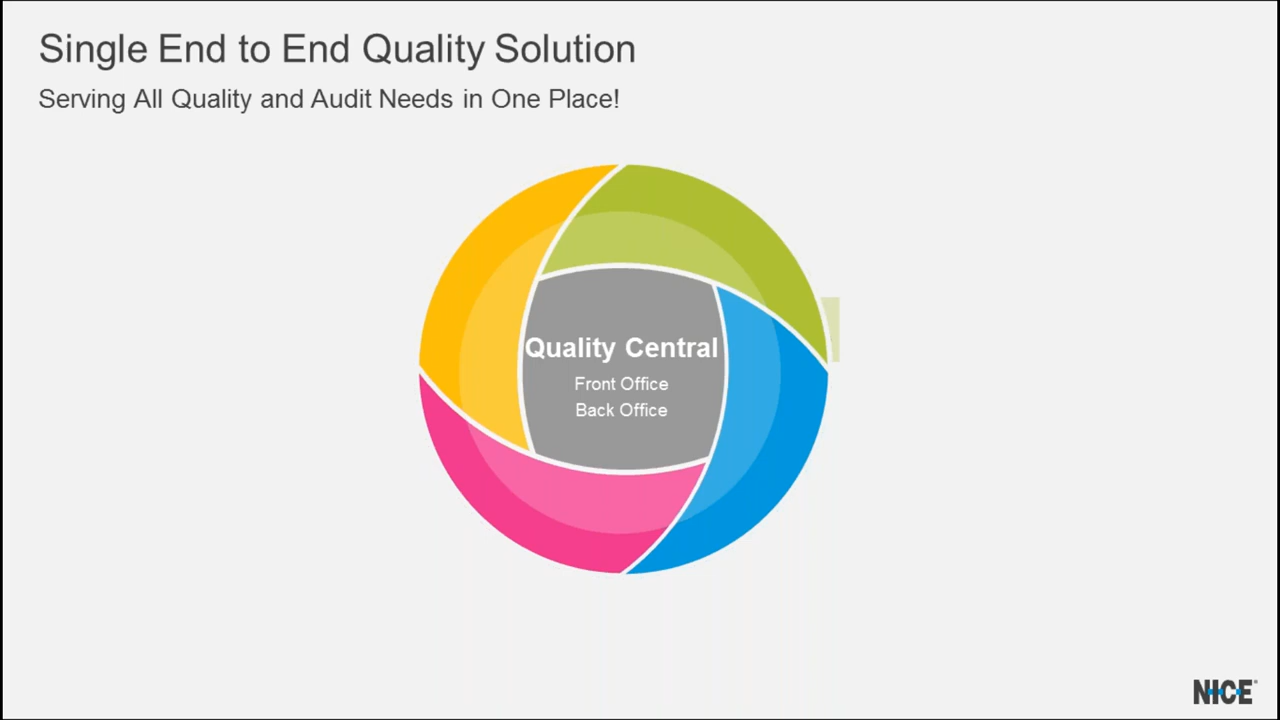 Single End to End Quality Solution
Serving All Quality and Audit Needs in One Place!
Quality Central
Front Office
Back Office
NICE®